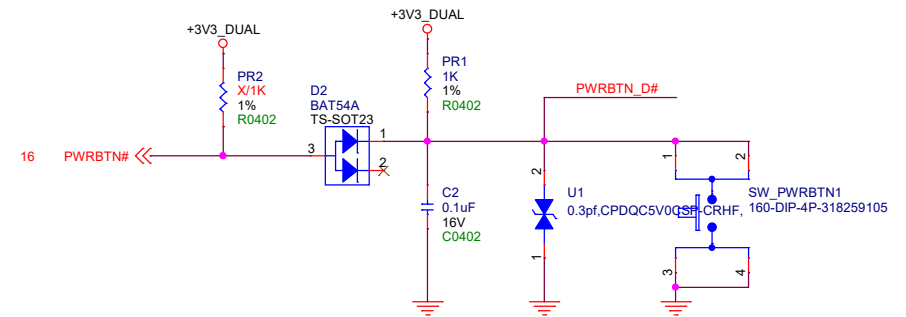 +3V3_DUAL
+3V3_DUAL
PR2
X/1K
1%
R0402
D2
BAT54A
TS-SOT23
PR1
1K
1%
R0402
PWRBTN_D#
16 PWRBTN#
3
1
2
C2
0.1uF
16V
C0402
2
1
U1
0.3pf,CPDQC5V0CSP-CRHF,
1
2
SW_PWRBTN1
160-DIP-4P-318259105
3
4